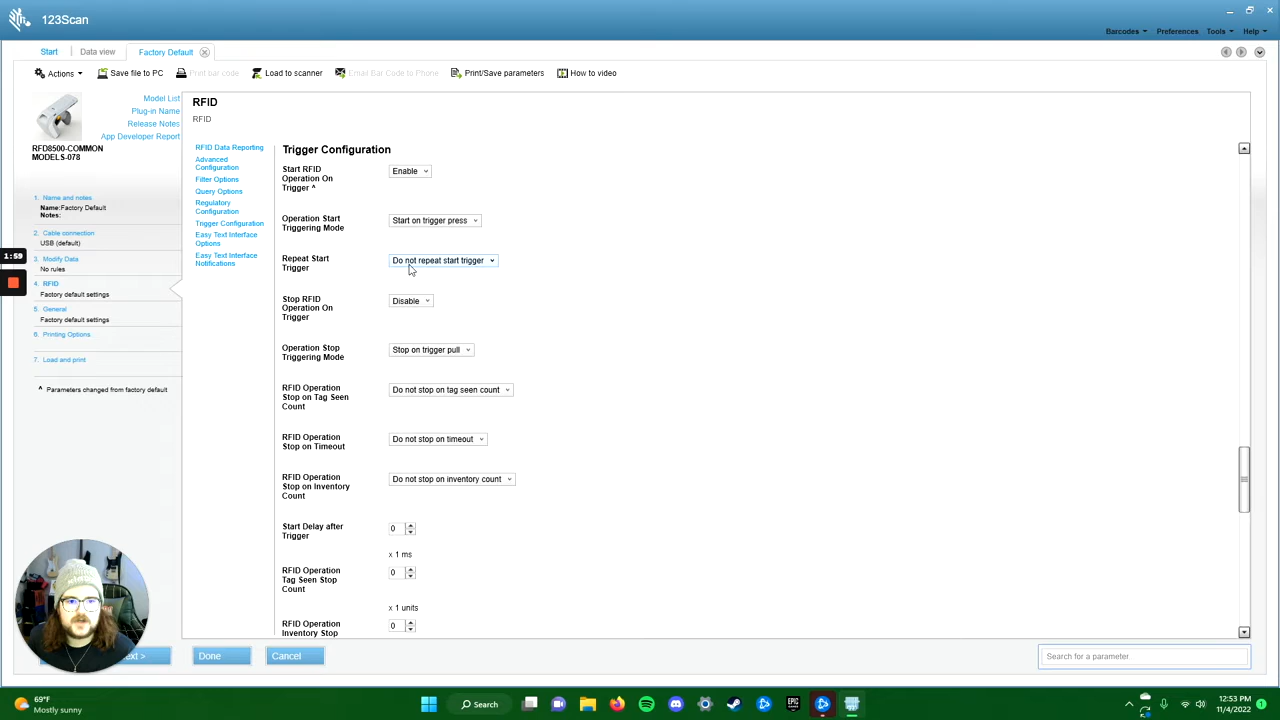 123Scan
Barcodes Preferences Tools Help
Start Data view Factory Default
Actions Save file to PC Print bar code Load to scanner Email Bar Code to Phone Print/Save parameters How to video
Model List
Plug-in Name
Release Notes
App Developer Report
RFD8500-COMMON
MODELS-078
1. Name and notes
Name:Factory Default
Notes:
2. Cable connection
USB (default)
3. Modify Data
No rules
4. RFID
Factory default settings
5. General
Factory default settings
6. Printing Options
7. Load and print
^ Parameters changed from factory default
1:59
RFID
RFID
RFID Data Reporting
Advanced
Configuration
Filter Options
Query Options
Regulatory
Configuration
Trigger Configuration
Easy Text Interface
Options
Easy Text Interface
Notifications
Trigger Configuration
Start RFID
Operation On
Trigger ^
Enable
Operation Start
Triggering Mode
Start on trigger press
Repeat Start
Trigger
Do not repeat start trigger
Stop RFID
Operation On
Trigger
Disable
Operation Stop
Triggering Mode
Stop on trigger pull
RFID Operation
Stop on Tag Seen
Count
Do not stop on tag seen count
RFID Operation
Stop on Timeout
Do not stop on timeout
RFID Operation
Stop on Inventory
Count
Do not stop on inventory count
Start Delay after
Trigger
0
x 1 ms
RFID Operation
Tag Seen Stop
Count
0
x 1 units
RFID Operation
Inventory Stop
0
Done Cancel
Search for a parameter
69°F
Mostly sunny
Search
EPIC
GAMES
12:53 PM
11/4/2022
1